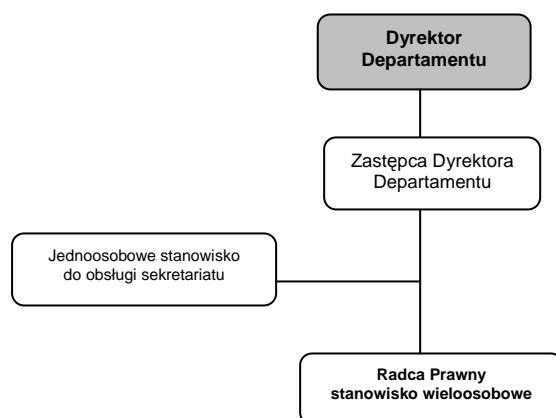 Dyrektor
Departamentu
Zastępca Dyrektora
Departamentu
Jednoosobowe stanowisko
do obsługi sekretariatu
Radca Prawny
stanowisko wieloosobowe